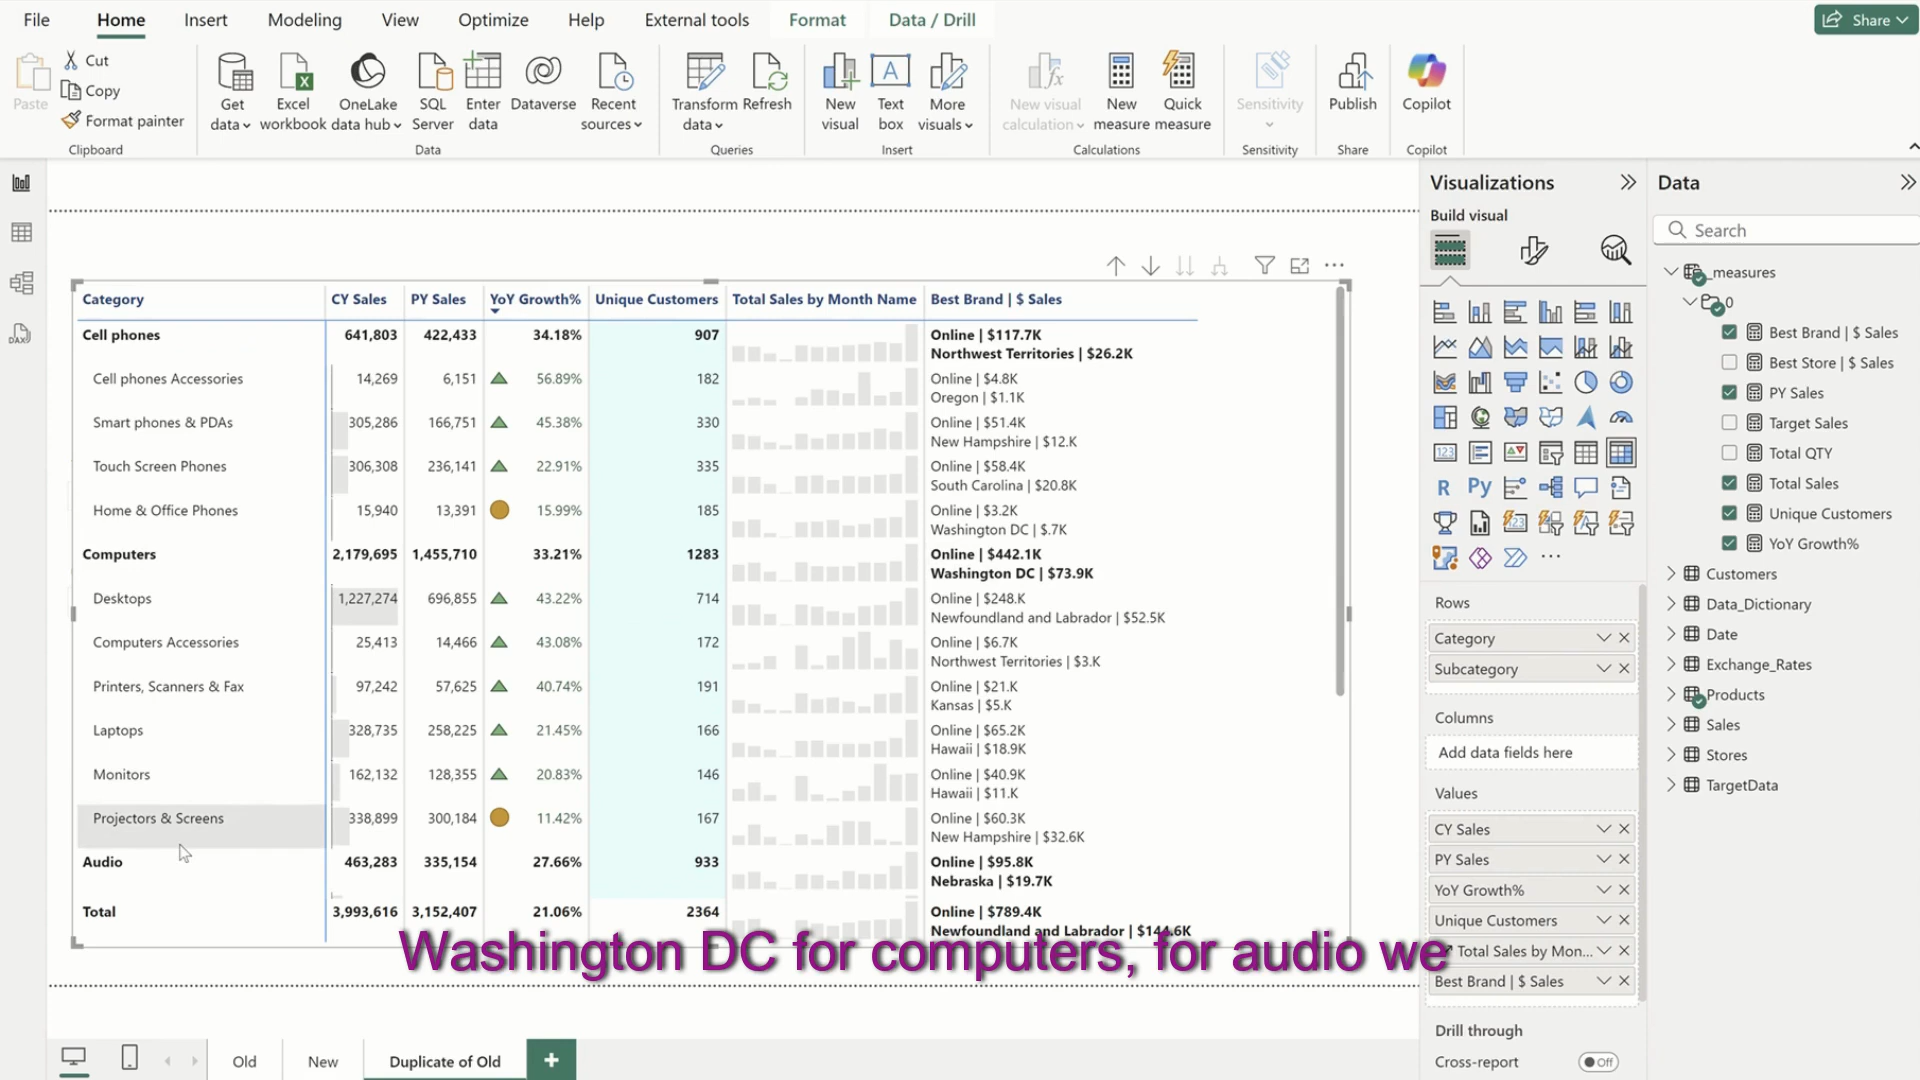 File Home Insert Modeling View Optimize Help External tools Format Data / Drill Share
Paste
Cut
Copy
Format painter
Clipboard
Get
data
Excel
workbook
OneLake
data hub
SQL
Server
Enter
data
Dataverse
Recent
sources
Data
Transform
data
Refresh
Queries
New
visual
A
Text
box
More
visuals
Insert
New visual
calculation
New
measure
Quick
measure
Calculations
Sensitivity
Sensitivity
Publish
Share
Copilot
Copilot
DAX
Category CY Sales PY Sales YoY Growth% Unique Customers Total Sales by Month Name Best Brand | $ Sales
Cell phones 641,803 422,433 34.18% 907 Online | $117.7K
Northwest Territories | $26.2K
Cell phones Accessories 14,269 6,151 56.89% 182 Online | $4.8K
Oregon | $1.1K
Smart phones & PDAs 305,286 166,751 45.38% 330 Online | $51.4K
New Hampshire | $12.K
Touch Screen Phones 306,308 236,141 22.91% 335 Online | $58.4K
South Carolina | $20.8K
Home & Office Phones 15,940 13,391 15.99% 185 Online | $3.2K
Washington DC | $.7K
Computers 2,179,695 1,455,710 33.21% 1283 Online | $442.1K
Washington DC | $73.9K
Desktops 1,227,274 696,855 43.22% 714 Online | $248.K
Newfoundland and Labrador | $52.5K
Computers Accessories 25,413 14,466 43.08% 172 Online | $6.7K
Northwest Territories | $3.K
Printers, Scanners & Fax 97,242 57,625 40.74% 191 Online | $21.K
Kansas | $5.K
Laptops 328,735 258,225 21.45% 166 Online | $65.2K
Hawaii | $18.9K
Monitors 162,132 128,355 20.83% 146 Online | $40.9K
Hawaii | $11.K
Projectors & Screens 338,899 300,184 11.42% 167 Online | $60.3K
New Hampshire | $32.6K
Audio 463,283 335,154 27.66% 933 Online | $95.8K
Nebraska | $19.7K
Total 3,993,616 3,152,407 21.06% 2364 Online | $789.4K
Newfoundland and Labrador | $144.6K
Washington DC for computers, for audio we
Old New Duplicate of Old +
Visualizations
Build visual
123
R Py
123
Rows
Category
Subcategory
Columns
Add data fields here
Values
CY Sales
PY Sales
YoY Growth%
Unique Customers
Total Sales by Mon...
Best Brand | $ Sales
Drill through
Cross-report Off
Data
Search
_measures
0
Best Brand | $ Sales
Best Store | $ Sales
PY Sales
Target Sales
Total QTY
Total Sales
Unique Customers
YoY Growth%
Customers
Data_Dictionary
Date
Exchange_Rates
Products
Sales
Stores
TargetData